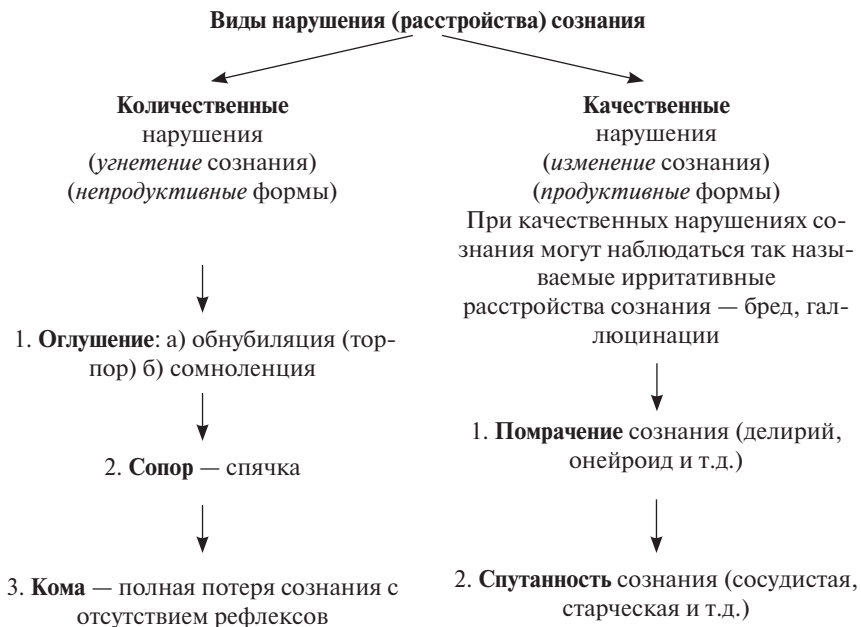 Виды нарушения (расстройства) сознания
Количественные
нарушения
(угнетение сознания)
(непродуктивные формы)
1. Оглушение: а) обнубиляция (тор-
пор) б) сомноленция
2. Сопор — спячка
3. Кома — полная потеря сознания с
отсутствием рефлексов
Качественные
нарушения
(изменение сознания)
(продуктивные формы)
При качественных нарушениях со-
знания могут наблюдаться так назы-
ваемые ирритативные
расстройства сознания — бред, гал-
люцинации
1. Помрачение сознания (делирий,
онейроид и т.д.)
2. Спутанность сознания (сосудистая,
старческая и т.д.)